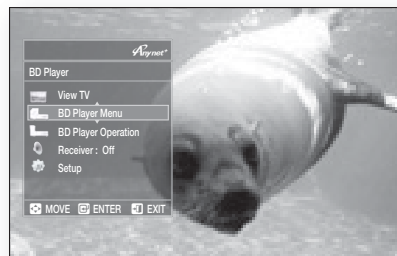 Anynet+
BD Player
View TV
BD Player Menu
BD Player Operation
Receiver : Off
Setup
MOVE ENTER EXIT